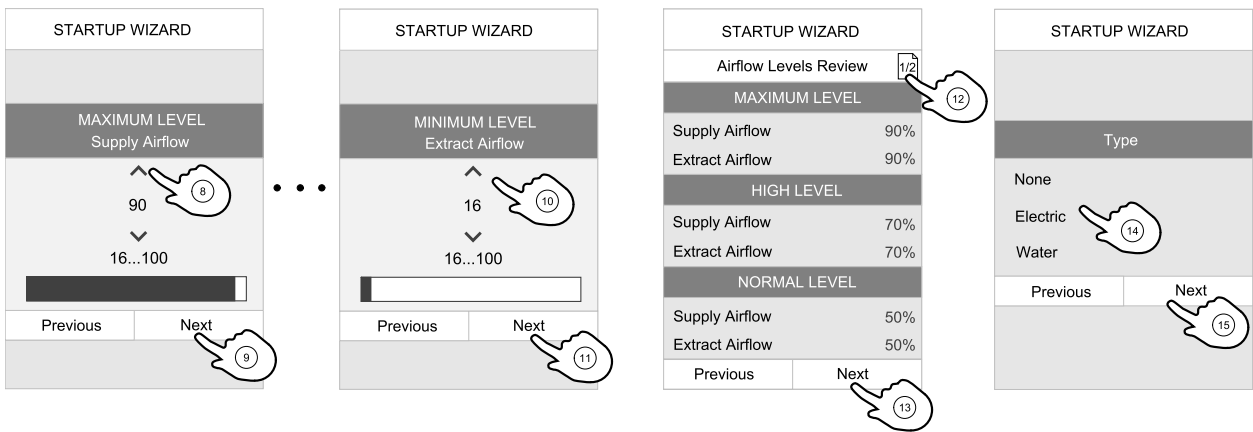 STARTUP WIZARD
MAXIMUM LEVEL
Supply Airflow
8
90
16...100
Previous Next
9
STARTUP WIZARD
MINIMUM LEVEL
Extract Airflow
10
16
16...100
Previous Next
11
STARTUP WIZARD
Airflow Levels Review 1/2
12
MAXIMUM LEVEL
Supply Airflow 90%
Extract Airflow 90%
HIGH LEVEL
Supply Airflow 70%
Extract Airflow 70%
NORMAL LEVEL
Supply Airflow 50%
Extract Airflow 50%
Previous Next
13
STARTUP WIZARD
Type
None
Electric
14
Water
Previous Next
15